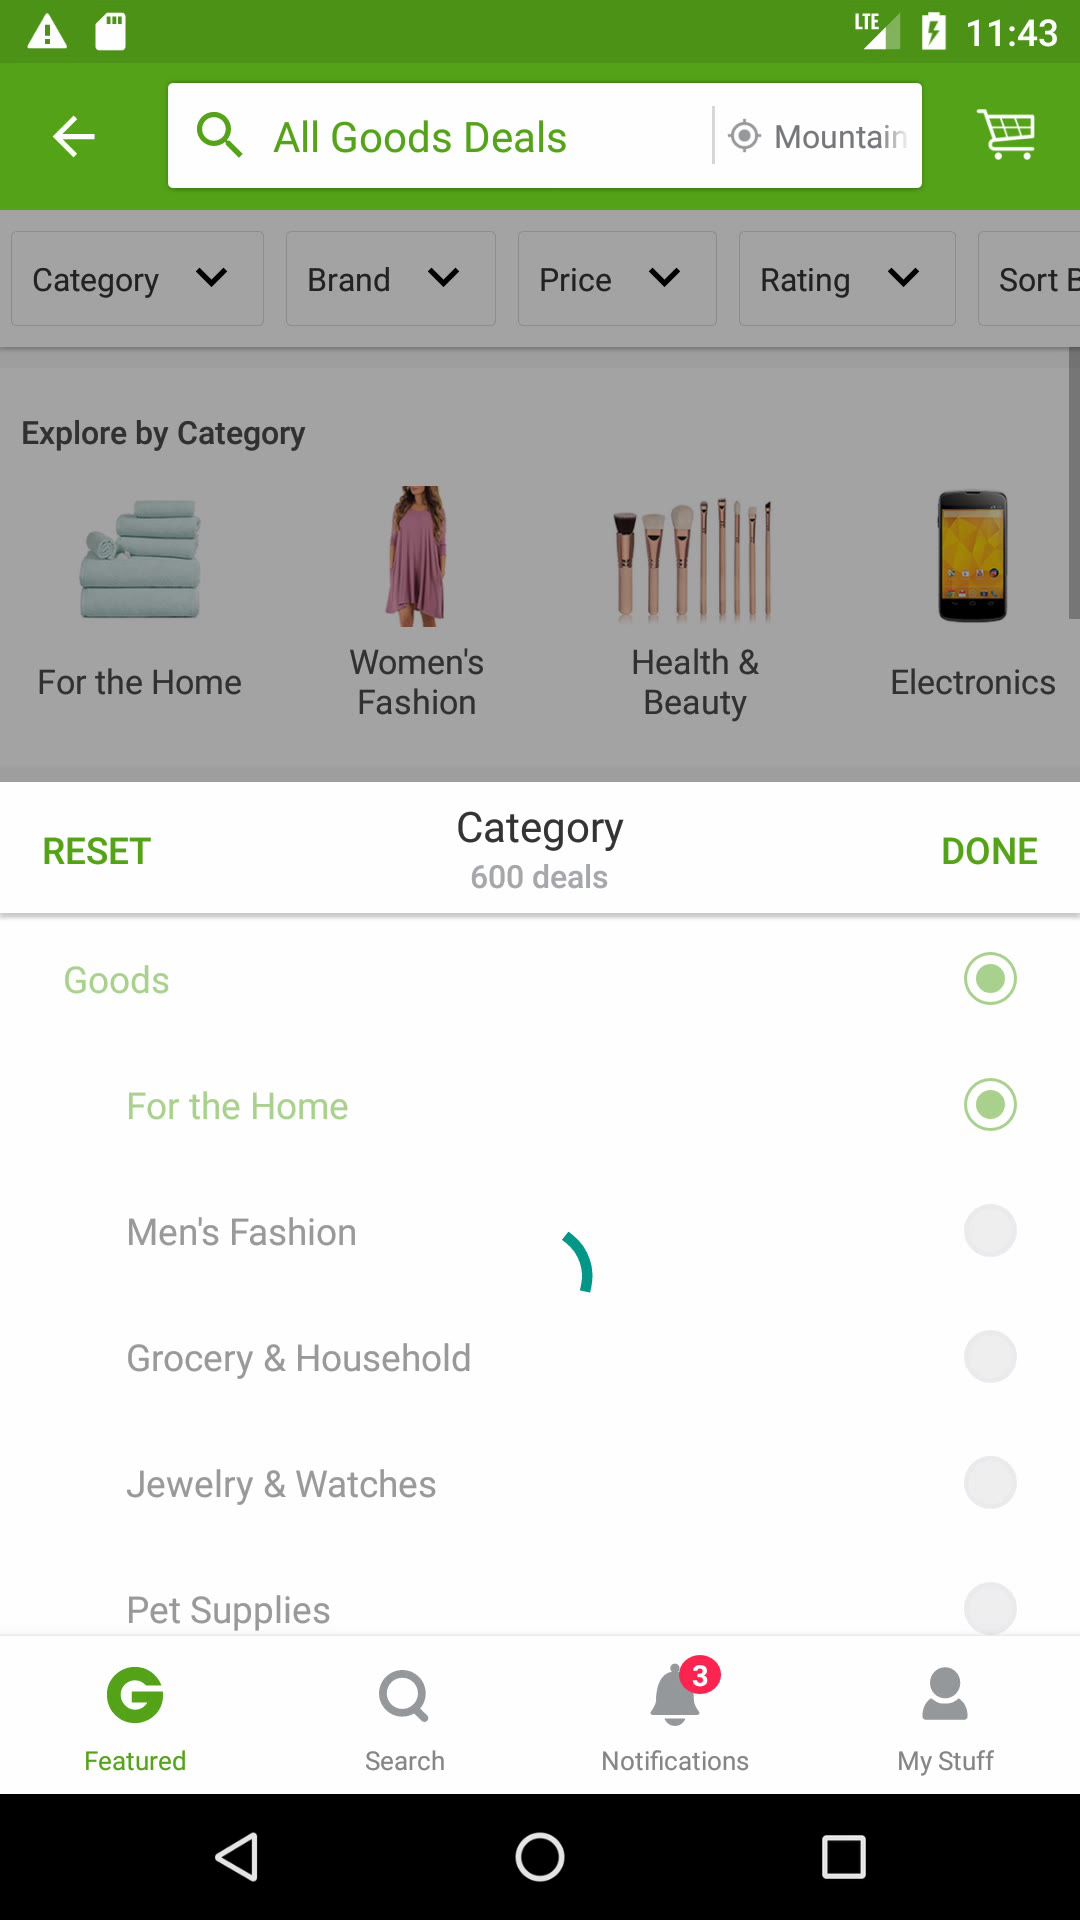 LTE 11:43
All Goods Deals Mountain
Category Brand Price Rating Sort B
Explore by Category
For the Home
Women's
Fashion
Health &
Beauty
Electronics
RESET Category DONE
600 deals
Goods
For the Home
Men's Fashion
Grocery & Household
Jewelry & Watches
Pet Supplies
3
Featured Search Notifications My Stuff